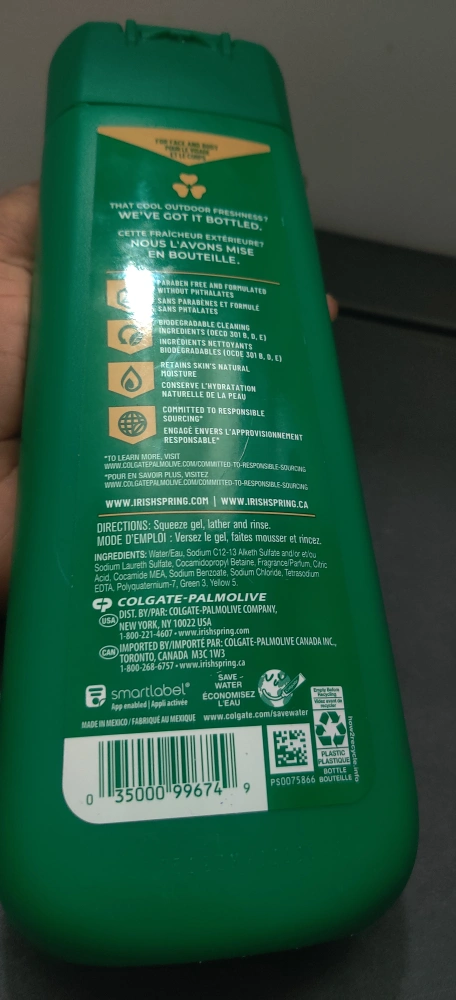 FOR FACE AND BODY
POUR LE VISAGE
ET LE CORPS
THAT COOL OUTDOOR FRESHNESS?
WE'VE GOT IT BOTTLED.
CETTE FRAÎCHEUR EXTÉRIEURE?
NOUS L'AVONS MISE
EN BOUTEILLE.
PARABEN FREE AND FORMULATED
WITHOUT PHTHALATES
SANS PARABÈNES ET FORMULÉ
SANS PHTALATES
BIODEGRADABLE CLEANING
INGREDIENTS (OECD 301 B, D, E)
INGRÉDIENTS NETTOYANTS
BIODÉGRADABLES (OCDE 301 B, D, E)
RETAINS SKIN'S NATURAL
MOISTURE
CONSERVE L'HYDRATATION
NATURELLE DE LA PEAU
COMMITTED TO RESPONSIBLE
SOURCING*
ENGAGÉ ENVERS L'APPROVISIONNEMENT
RESPONSABLE*
*TO LEARN MORE, VISIT
WWW.COLGATEPALMOLIVE.COM/COMMITTED-TO-RESPONSIBLE-SOURCING
*POUR EN SAVOIR PLUS, VISITEZ
WWW.COLGATEPALMOLIVE.COM/COMMITTED-TO-RESPONSIBLE-SOURCING
WWW.IRISHSPRING.COM | WWW.IRISHSPRING.CA
DIRECTIONS: Squeeze gel, lather and rinse.
MODE D'EMPLOI : Versez le gel, faites mousser et rincez.
INGREDIENTS: Water/Eau, Sodium C12-13 Alketh Sulfate and/or et/ou
Sodium Laureth Sulfate, Cocamidopropyl Betaine, Fragrance/Parfum, Citric
Acid, Cocamide MEA, Sodium Benzoate, Sodium Chloride, Tetrasodium
EDTA, Polyquaternium-7, Green 3, Yellow 5.
CP COLGATE-PALMOLIVE
USA DIST. BY/PAR: COLGATE-PALMOLIVE COMPANY,
NEW YORK, NY 10022 USA
1-800-221-4607 • www.irishspring.com
CAN IMPORTED BY/IMPORTÉ PAR: COLGATE-PALMOLIVE CANADA INC.,
TORONTO, CANADA M3C 1W3
1-800-268-6757 • www.irishspring.ca
smartlabel®
App enabled | Appli activée
SAVE
WATER
ÉCONOMISEZ
L'EAU
MADE IN MEXICO / FABRIQUÉ AU MEXIQUE
www.colgate.com/savewater
Empty Before
Recycling
Videz avant de
recycler
PLASTIC
PLASTIQUE
BOTTLE
BOUTEILLE
how2recycle.info
PS0075866
0 35000 99674 9